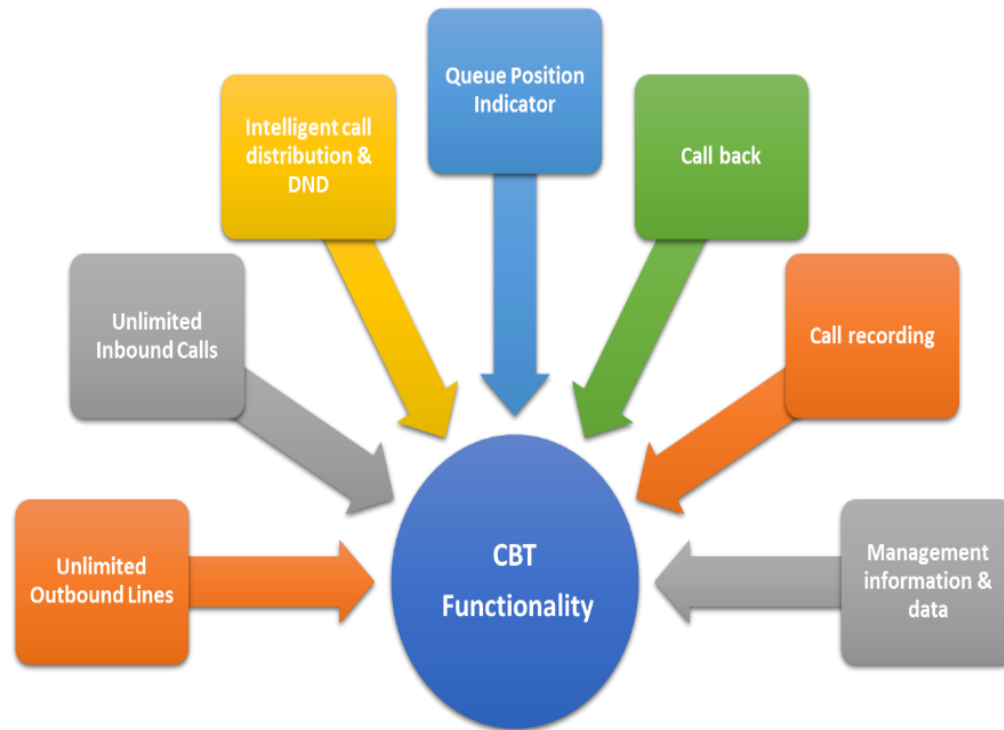 Queue Position
Indicator
Intelligent call
distribution &
DND
Call back
Unlimited
Inbound Calls
Call recording
Unlimited
Outbound Lines
CBT
Functionality
Management
information &
data